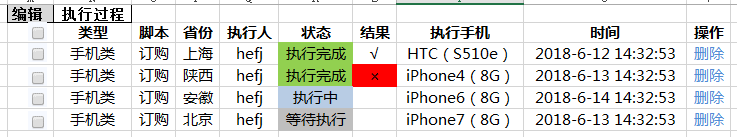 编辑 执行过程
类型 脚本 省份 执行人 状态 结果 执行手机 时间 操作
手机类 订购 上海 hefj 执行完成 √ HTC（S510e） 2018-6-12 14:32:53 删除
手机类 订购 陕西 hefj 执行完成 × iPhone4（8G） 2018-6-13 14:32:53 删除
手机类 订购 安徽 hefj 执行中 iPhone6（8G） 2018-6-14 14:32:53 删除
手机类 订购 北京 hefj 等待执行 iPhone7（8G） 2018-6-13 14:32:53 删除